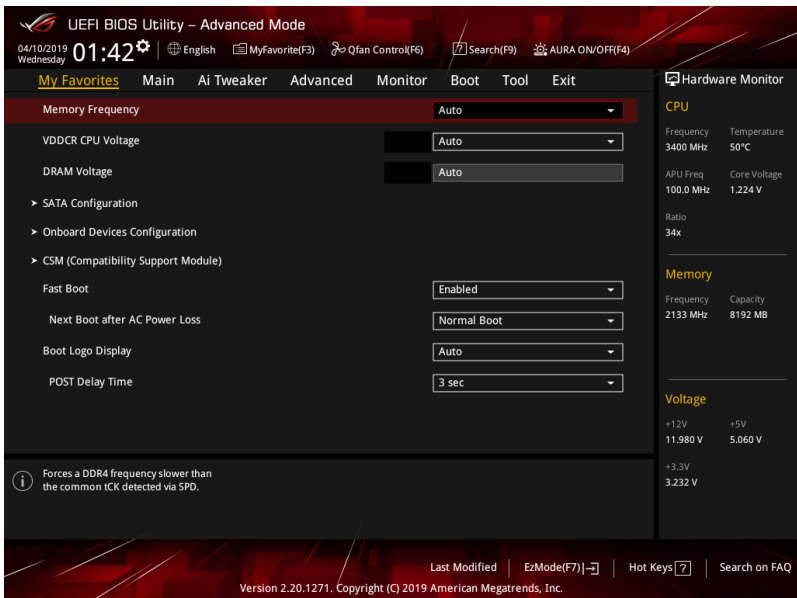 UEFI BIOS Utility – Advanced Mode
04/10/2019 Wednesday 01:42 English MyFavorite(F3) Qfan Control(F6) ? Search(F9) AURA ON/OFF(F4)
My Favorites Main Ai Tweaker Advanced Monitor Boot Tool Exit
Memory Frequency Auto
VDDCR CPU Voltage Auto
DRAM Voltage Auto
SATA Configuration
Onboard Devices Configuration
CSM (Compatibility Support Module)
Fast Boot Enabled
Next Boot after AC Power Loss Normal Boot
Boot Logo Display Auto
POST Delay Time 3 sec
Forces a DDR4 frequency slower than
the common tCK detected via SPD.
Hardware Monitor
CPU
Frequency Temperature
3400 MHz 50°C
APU Freq Core Voltage
100.0 MHz 1.224 V
Ratio
34x
Memory
Frequency Capacity
2133 MHz 8192 MB
Voltage
+12V +5V
11.980 V 5.060 V
+3.3V
3.232 V
Last Modified EzMode(F7) Hot Keys ? Search on FAQ
Version 2.20.1271. Copyright (C) 2019 American Megatrends, Inc.